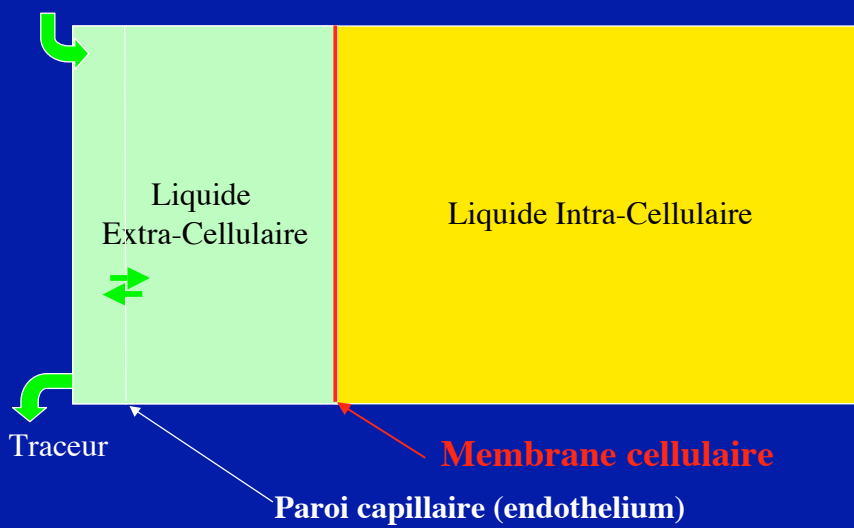 Liquide
Extra-Cellulaire
Liquide Intra-Cellulaire
Traceur
Membrane cellulaire
Paroi capillaire (endothelium)